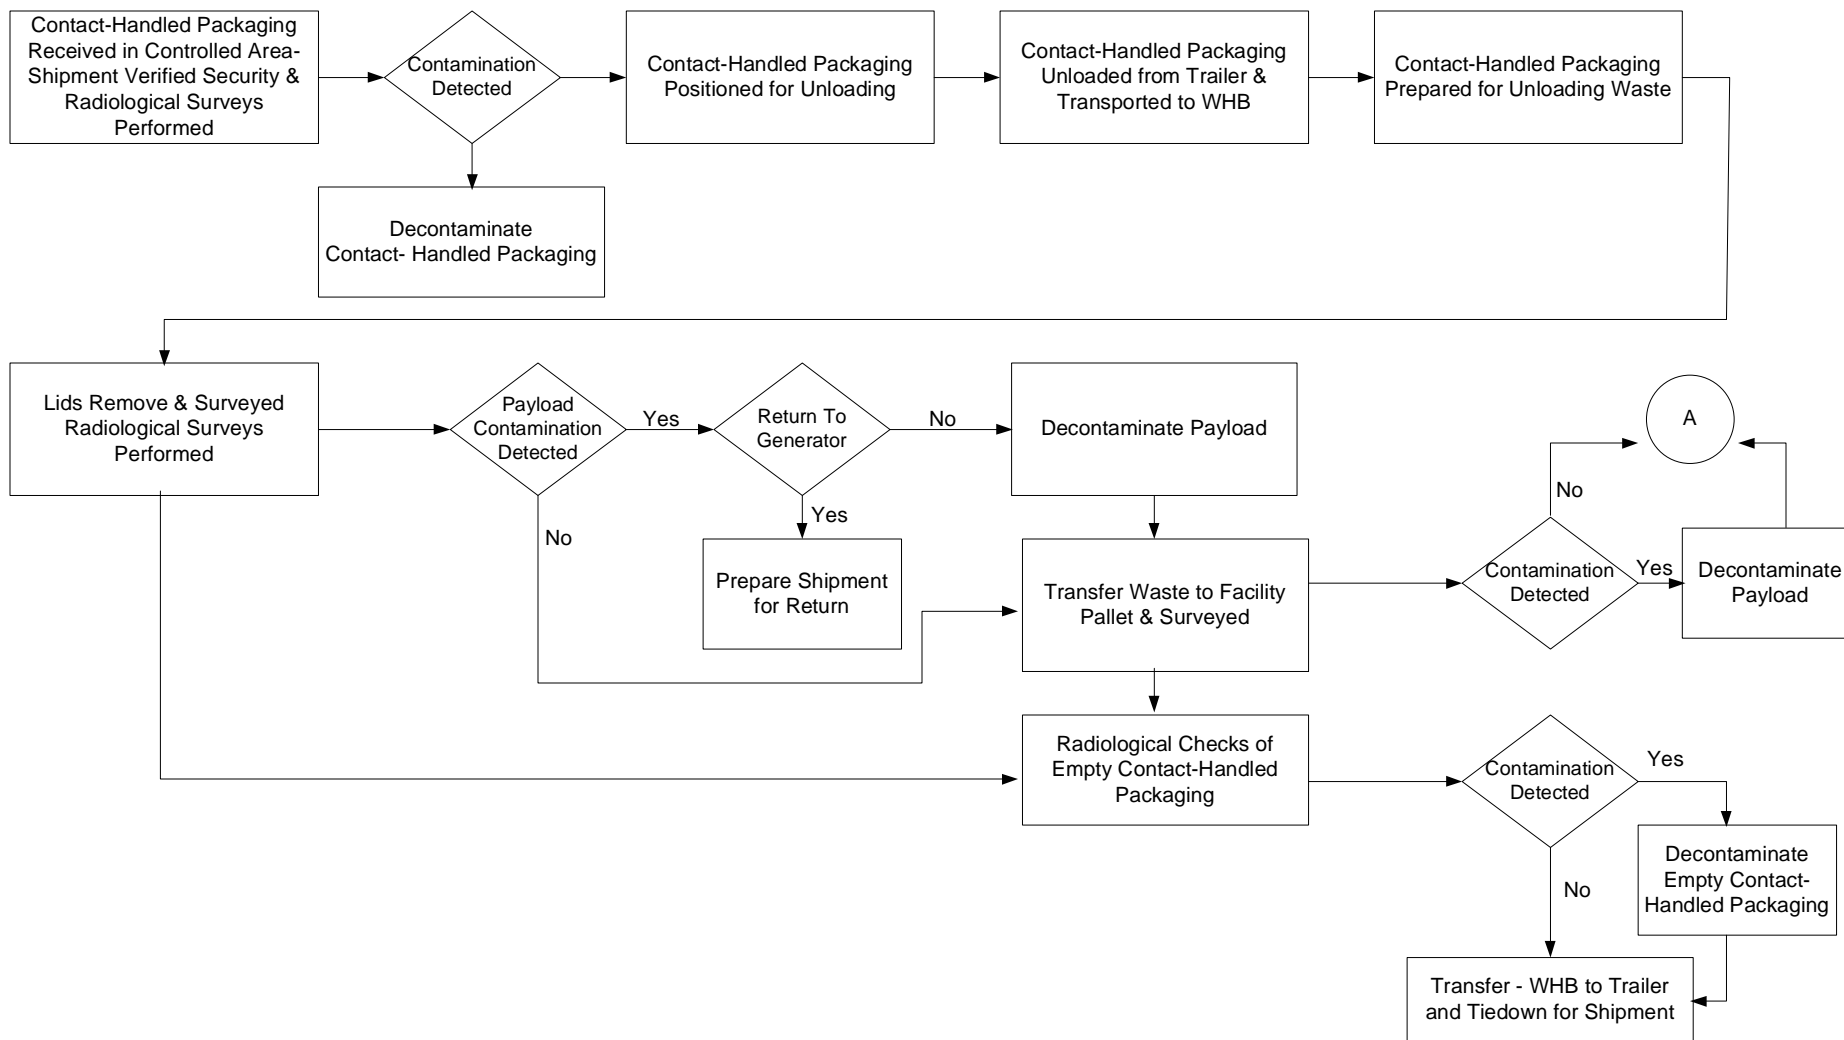 Contact-Handled Packaging
Received in Controlled Area-
Shipment Verified Security &
Radiological Surveys
Performed
Contamination
Detected
Contact-Handled Packaging
Positioned for Unloading
Contact-Handled Packaging
Unloaded from Trailer &
Transported to WHB
Contact-Handled Packaging
Prepared for Unloading Waste
Decontaminate
Contact- Handled Packaging
Lids Remove & Surveyed
Radiological Surveys
Performed
Payload
Contamination
Detected
Yes
No
Return To
Generator
No
Yes
Decontaminate Payload
Prepare Shipment
for Return
Transfer Waste to Facility
Pallet & Surveyed
A
No
Contamination
Detected
Yes
Decontaminate
Payload
Radiological Checks of
Empty Contact-Handled
Packaging
Contamination
Detected
Yes
No
Decontaminate
Empty Contact-
Handled Packaging
Transfer - WHB to Trailer
and Tiedown for Shipment